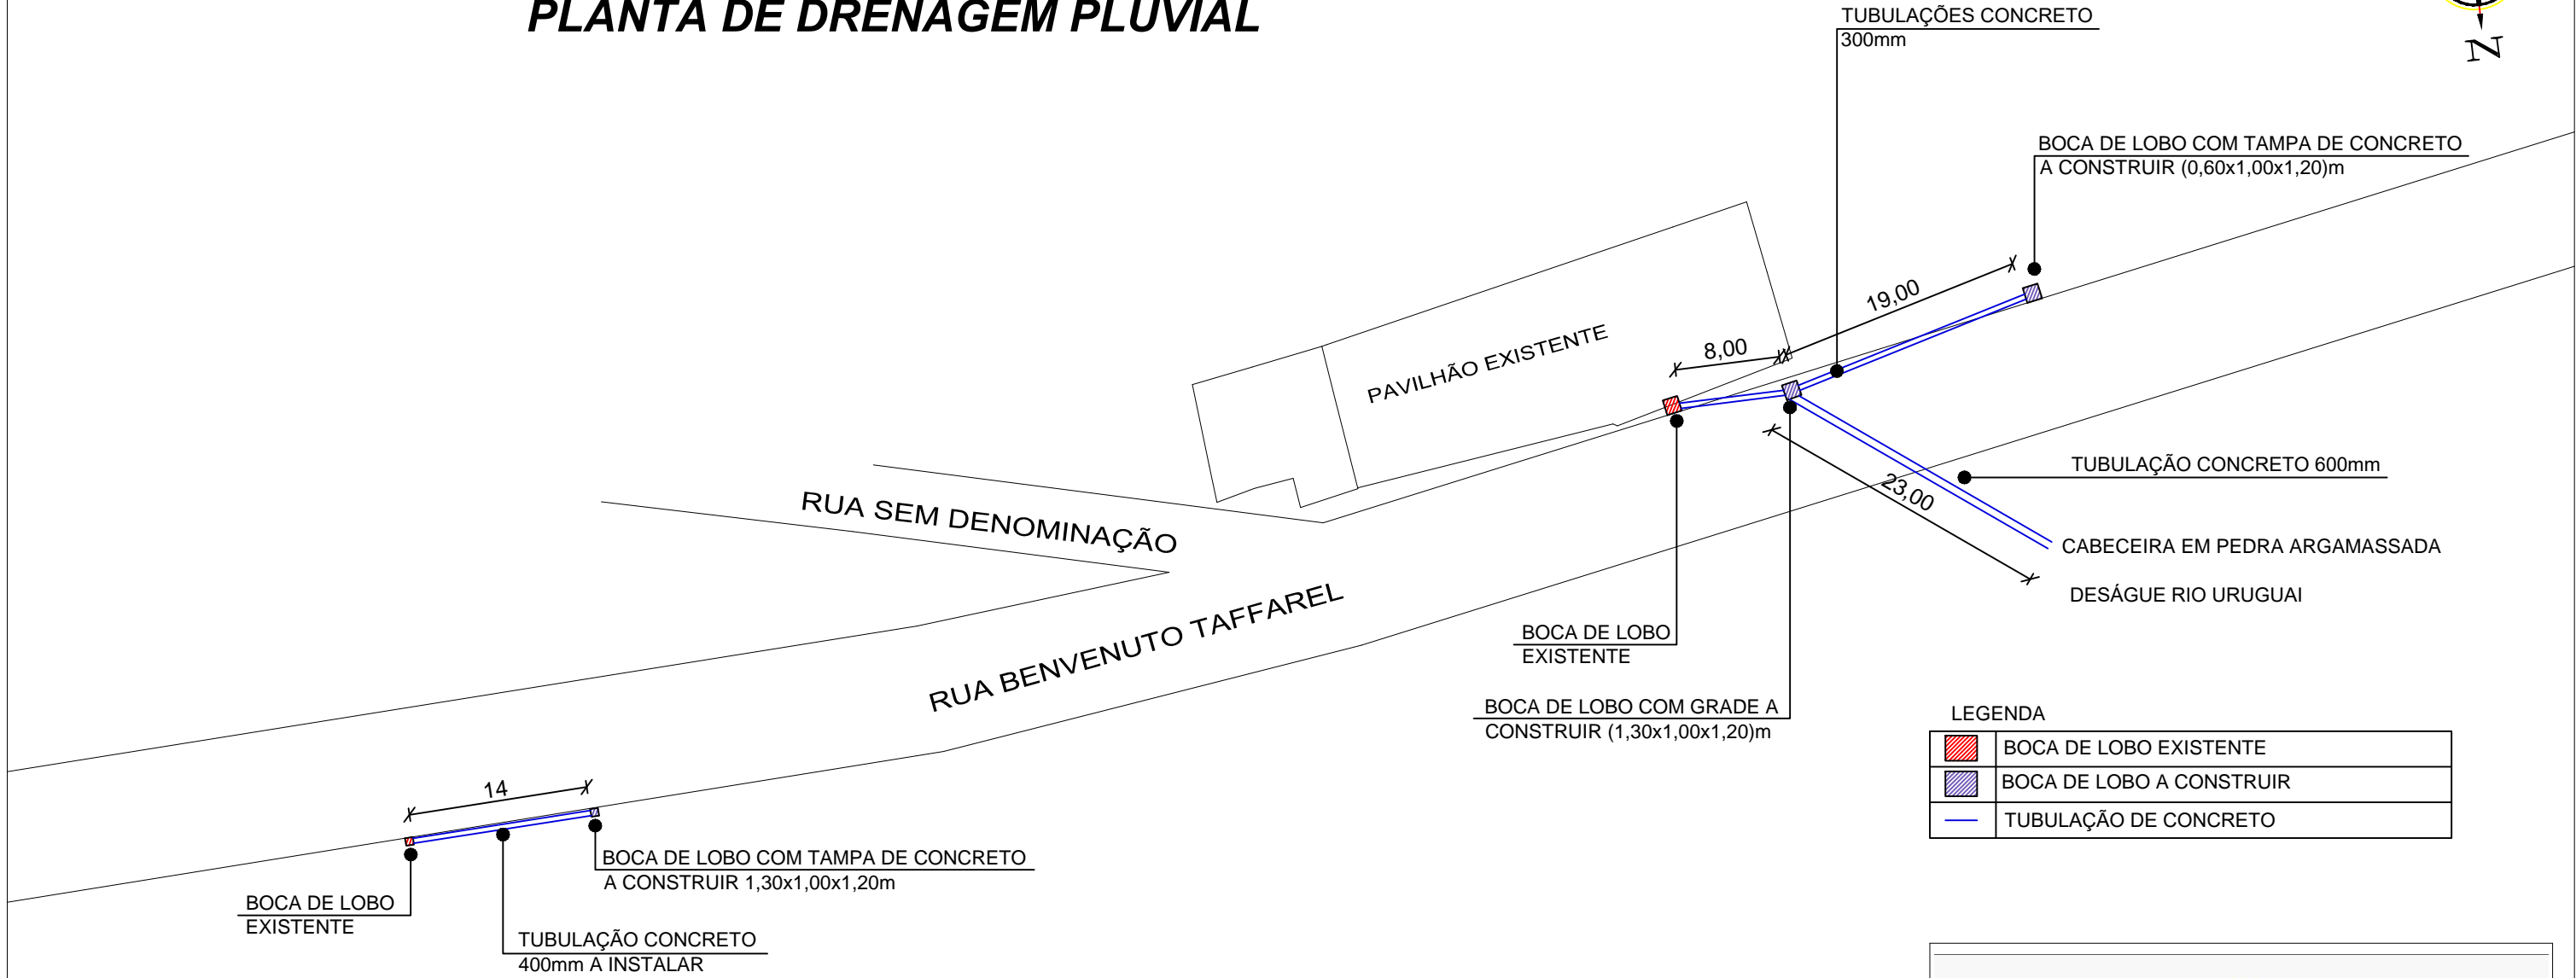 PLANTA DE DRENAGEM PLUVIAL
TUBULAÇÕES CONCRETO
300mm
N
BOCA DE LOBO COM TAMPA DE CONCRETO
A CONSTRUIR (0,60x1,00x1,20)m
19,00
8,00
PAVILHÃO EXISTENTE
TUBULAÇÃO CONCRETO 600mm
23,00
RUA SEM DENOMINAÇÃO
CABECEIRA EM PEDRA ARGAMASSADA
DESÁGUE RIO URUGUAI
RUA BENVENUTO TAFFAREL
BOCA DE LOBO
EXISTENTE
BOCA DE LOBO COM GRADE A
CONSTRUIR (1,30x1,00x1,20)m
LEGENDA
BOCA DE LOBO EXISTENTE
BOCA DE LOBO A CONSTRUIR
TUBULAÇÃO DE CONCRETO
14
BOCA DE LOBO COM TAMPA DE CONCRETO
A CONSTRUIR 1,30x1,00x1,20m
BOCA DE LOBO
EXISTENTE
TUBULAÇÃO CONCRETO
400mm A INSTALAR